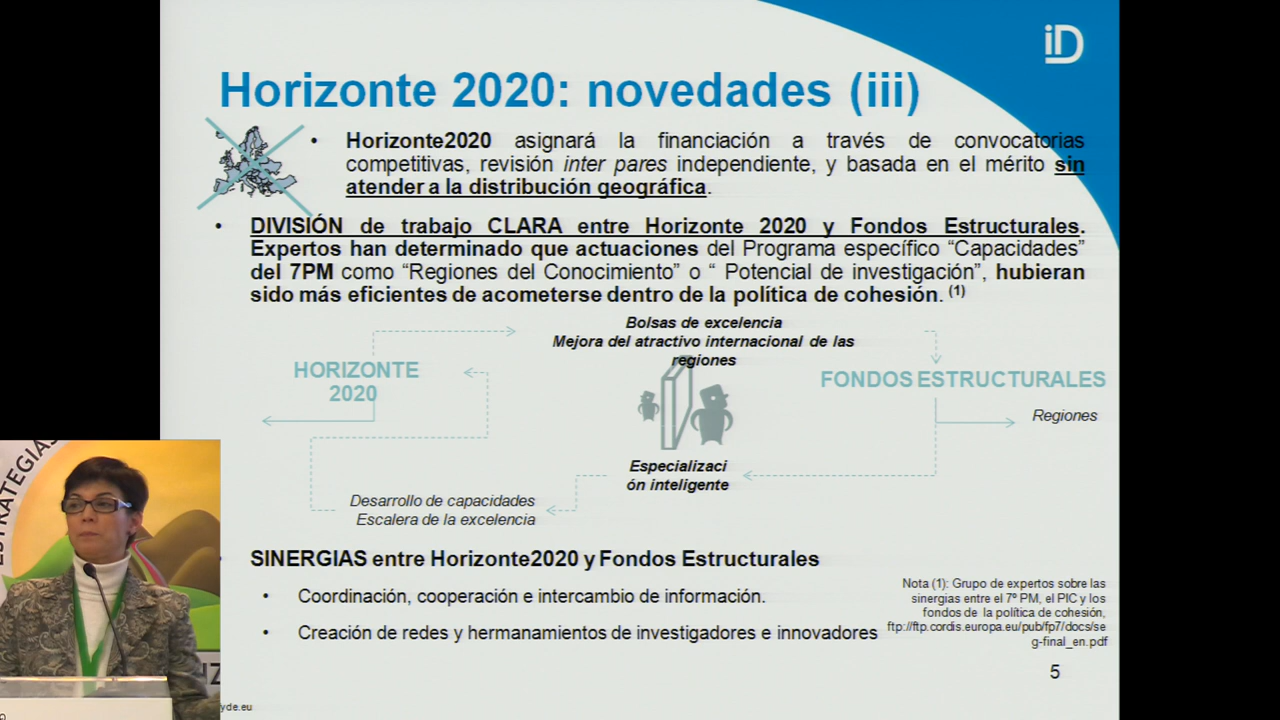 iD
Horizonte 2020: novedades (iii)
• Horizonte2020 asignará la financiación a través de convocatorias
competitivas, revisión inter pares independiente, y basada en el mérito sin
atender a la distribución geográfica.
• DIVISIÓN de trabajo CLARA entre Horizonte 2020 y Fondos Estructurales.
Expertos han determinado que actuaciones del Programa específico “Capacidades”
del 7PM como “Regiones del Conocimiento” o “ Potencial de investigación”, hubieran
sido más eficientes de acometerse dentro de la política de cohesión. (1)
Bolsas de excelencia
Mejora del atractivo internacional de las
regiones
HORIZONTE
2020
FONDOS ESTRUCTURALES
Regiones
Especializaci
ón inteligente
Desarrollo de capacidades
Escalera de la excelencia
SINERGIAS entre Horizonte2020 y Fondos Estructurales
• Coordinación, cooperación e intercambio de información.
• Creación de redes y hermanamientos de investigadores e innovadores
Nota (1): Grupo de expertos sobre las
sinergias entre el 7º PM, el PIC y los
fondos de la política de cohesión,
ftp://ftp.cordis.europa.eu/pub/fp7/docs/se
g-final_en.pdf
5
yde.eu
ESTRATEGIAS
IZ